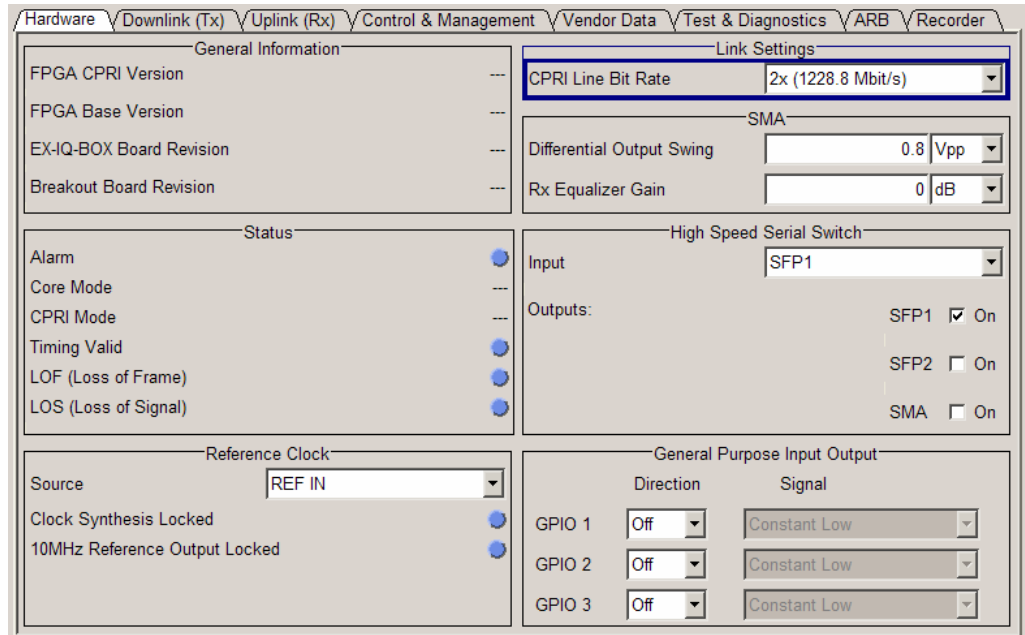 Hardware Downlink (Tx) Uplink (Rx) Control & Management Vendor Data Test & Diagnostics ARB Recorder
General Information
FPGA CPRI Version ---
FPGA Base Version ---
EX-IQ-BOX Board Revision ---
Breakout Board Revision ---
Link Settings
CPRI Line Bit Rate 2x (1228.8 Mbit/s)
SMA
Differential Output Swing 0.8 Vpp
Rx Equalizer Gain 0 dB
Status
Alarm
Core Mode ---
CPRI Mode ---
Timing Valid
LOF (Loss of Frame)
LOS (Loss of Signal)
High Speed Serial Switch
Input SFP1
Outputs: SFP1 On
SFP2 On
SMA On
Reference Clock
Source REF IN
Clock Synthesis Locked
10MHz Reference Output Locked
General Purpose Input Output
Direction Signal
GPIO 1 Off Constant Low
GPIO 2 Off Constant Low
GPIO 3 Off Constant Low